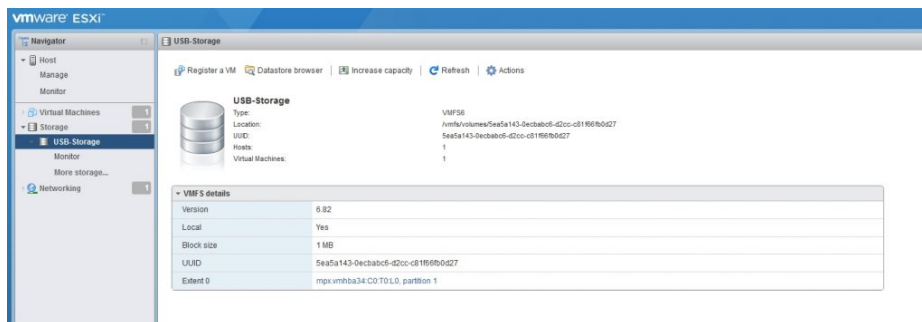 vmware ESXi™
Navigator
USB-Storage
Host
Manage
Monitor
Virtual Machines 1
Storage 1
USB-Storage
Monitor
More storage...
Networking 1
Register a VM Datastore browser Increase capacity Refresh Actions
USB-Storage
Type: VMFS6
Location: /vmfs/volumes/5ea5a143-0ecbabc6-d2cc-c81f66fb0d27
UUID: 5ea5a143-0ecbabc6-d2cc-c81f66fb0d27
Hosts: 1
Virtual Machines: 1
VMFS details
Version 6.82
Local Yes
Block size 1 MB
UUID 5ea5a143-0ecbabc6-d2cc-c81f66fb0d27
Extent 0 mpx.vmhba34:C0:T0:L0, partition 1